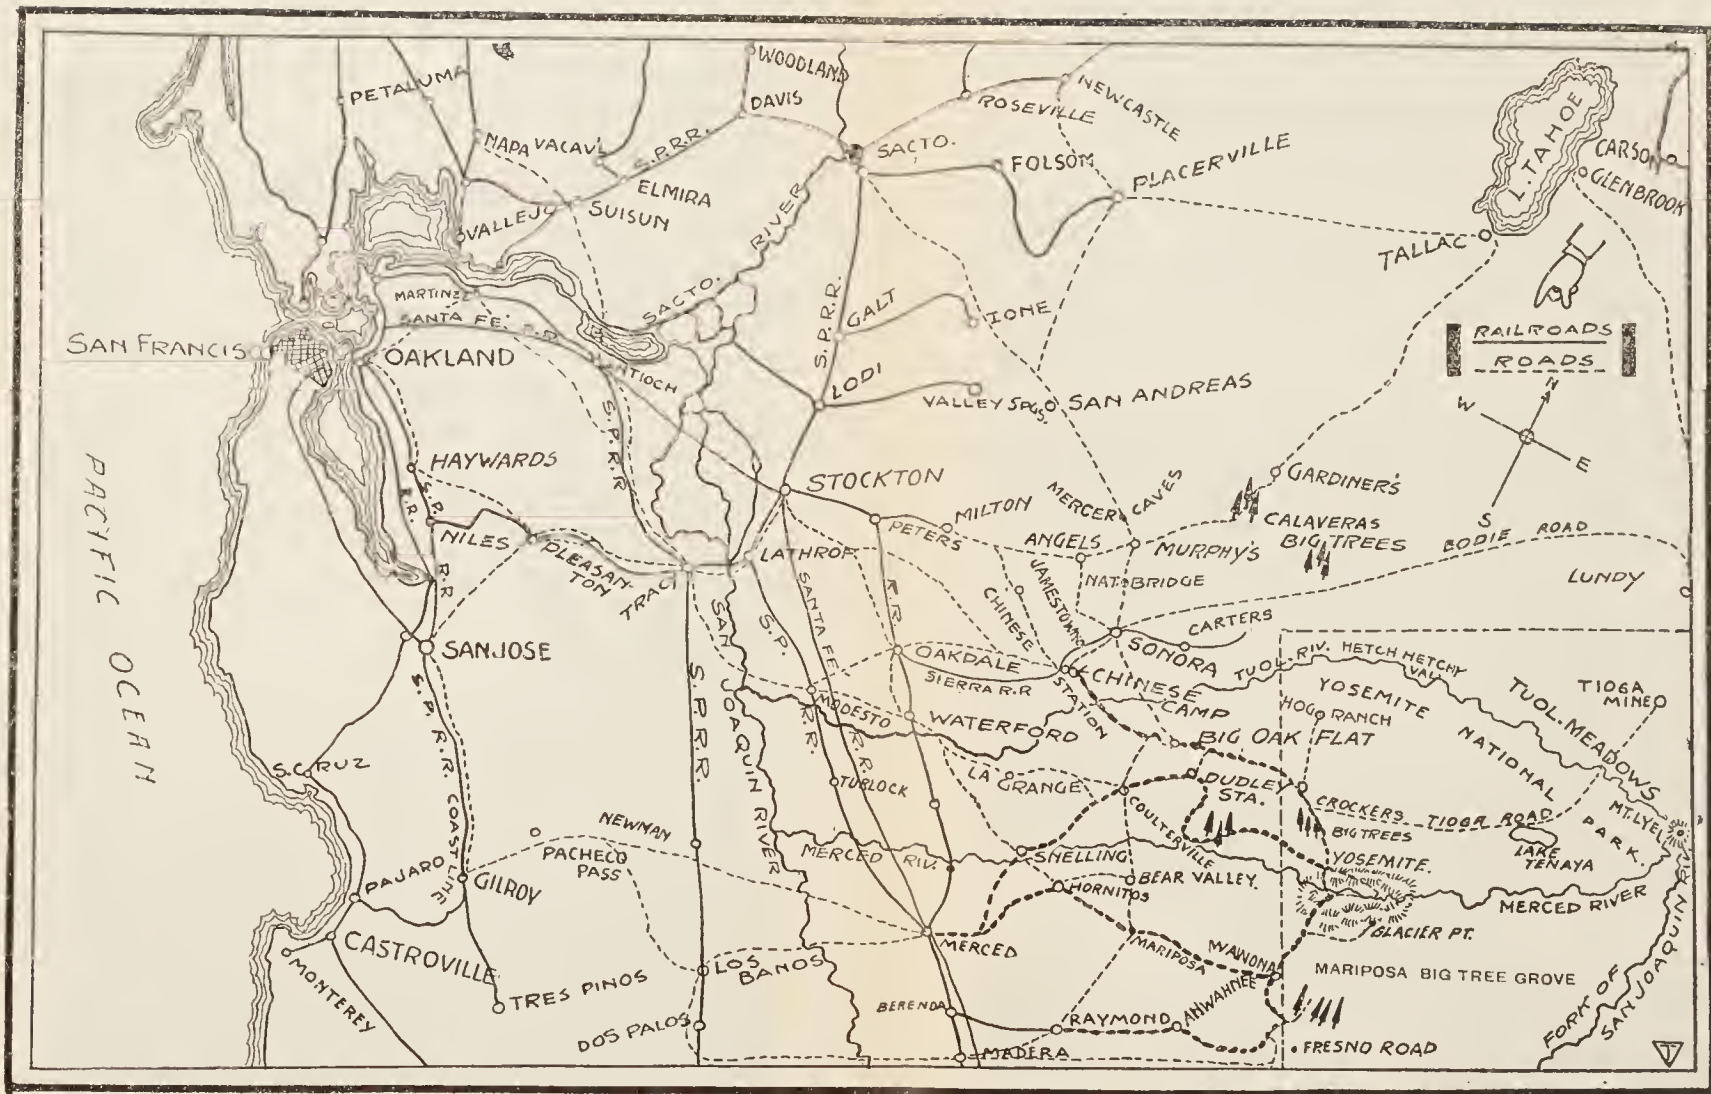 WOODLAND
PETALUMA
DAVIS
NEWCASTLE
ROSEVILLE
NAPA
VACAV'L
S.P.R.R.
SACTO.
FOLSOM
PLACERVILLE
L. TAHOE
CARSON
GLENBROOK
ELMIRA
SUISUN
VALLEJO
TALLAC
SACTO. RIVER
MARTINEZ
SANTA FE. R.R.
S.P.R.R.
GALT
IONE
RAILROADS
ROADS
SAN FRANCIS
OAKLAND
ANTIOCH
LODI
VALLEY SPGS.
SAN ANDREAS
N
W
E
S
S.P.R.R
HAYWARDS
S.P.
R.R.
STOCKTON
MERCER CAVES
GARDINER'S
PETERS
MILTON
CALAVERAS
BIG TREES
BODIE ROAD
PACIFIC OCEAN
NILES
PLEASAN-
TON
TRACY
LATHROP
ANGELS
MURPHY'S
NAT. BRIDGE
LUNDY
R.R
JAMESTOWN
CHINESE
STATION
CARTERS
SONORA
SAN JOSE
S.P.
R.R.
SANTA FE
R.R.
R.R
OAKDALE
SIERRA R.R
CHINESE
CAMP
TUOL. RIV.
HETCH HETCHY
VAL.
YOSEMITE
NATIONAL
PARK.
TUOL. MEADOWS
TIOGA
MINE
S.P.R.R.
COAST LINE
S.P.R.R.
SAN JOAQUIN RIVER
MODESTO
WATERFORD
HOG RANCH
BIG OAK FLAT
S. CRUZ
TURLOCK
LA GRANGE
DUDLEY
STA.
COULTERVILLE
CROCKERS
TIOGA ROAD
BIG TREES
MT. LYEL
LAKE
TENAYA
NEWMAN
PACHECO
PASS
MERCED RIV.
SNELLING
YOSEMITE.
PAJARO
GILROY
HORNITOS
BEAR VALLEY.
MERCED RIVER
GLACIER PT.
CASTROVILLE
MONTEREY
MERCED
MARIPOSA
WAWONA
LOS
BANOS
MARIPOSA BIG TREE GROVE
TRES PINOS
BERENDA
DOS PALOS
RAYMOND
AHWAHNEE
MADERA
FRESNO ROAD
FORK OF
SAN JOAQUIN RIV